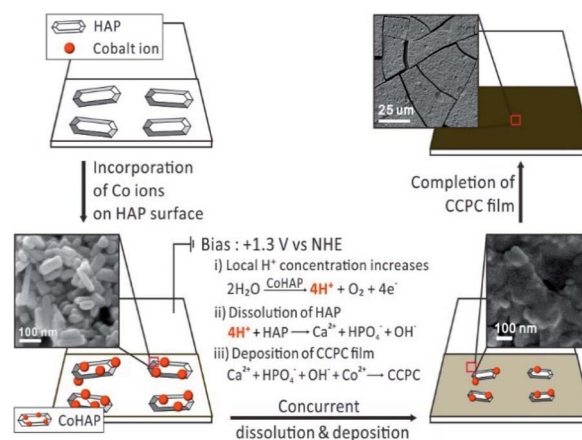 HAP
Cobalt ion
25 um
Incorporation
of Co ions
on HAP surface
Completion of
CCPC film
100 nm
Bias : +1.3 V vs NHE
i) Local H⁺ concentration increases
2H₂O —CoHAP→ 4H⁺ + O₂ + 4e⁻
ii) Dissolution of HAP
4H⁺ + HAP → Ca²⁺ + HPO₄⁻ + OH⁻
iii) Deposition of CCPC film
Ca²⁺ + HPO₄⁻ + OH⁻ + Co²⁺ → CCPC
100 nm
CoHAP
Concurrent
dissolution & deposition